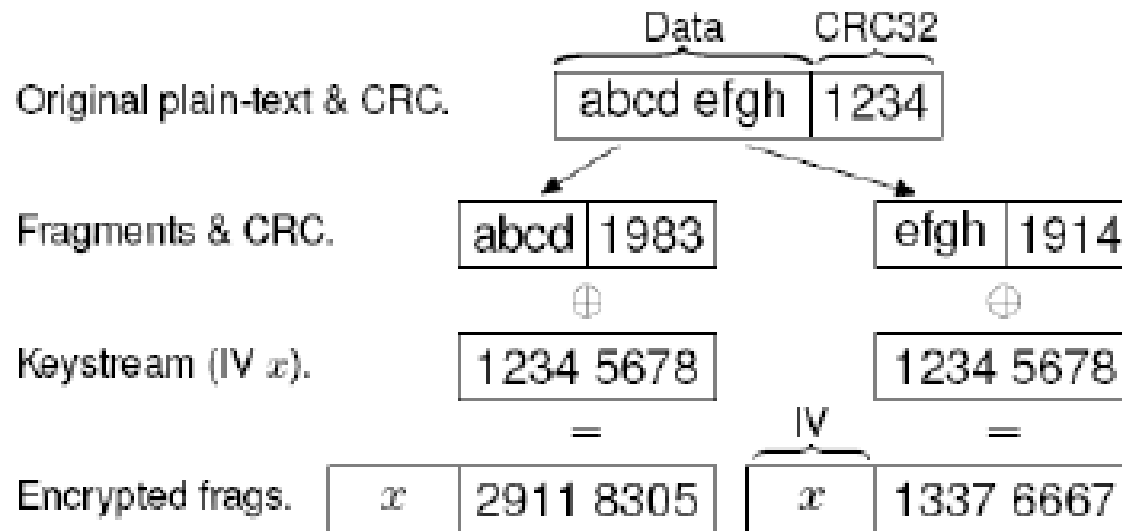 Data CRC32
Original plain-text & CRC. abcd efgh 1234
Fragments & CRC. abcd 1983 efgh 1914
⊕ ⊕
Keystream (IV x). 1234 5678 1234 5678
= IV =
Encrypted frags. x 2911 8305 x 1337 6667